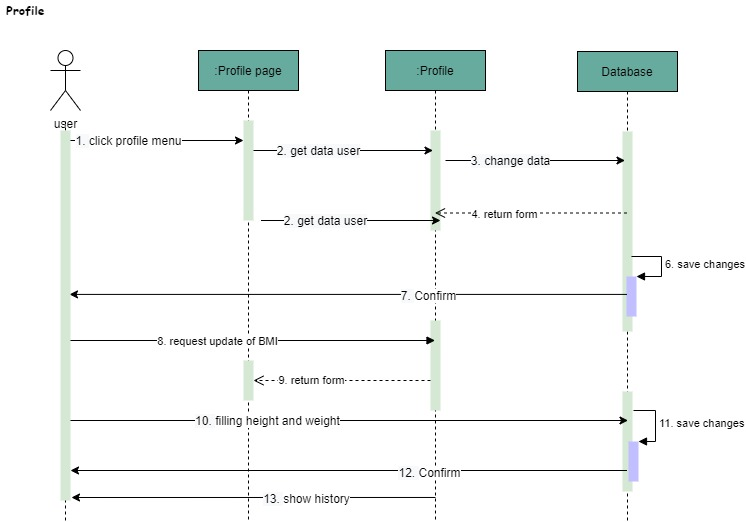 Profile
:Profile page
:Profile
Database
user
1. click profile menu
2. get data user
3. change data
4. return form
2. get data user
6. save changes
7. Confirm
8. request update of BMI
9. return form
10. filling height and weight
11. save changes
12. Confirm
13. show history